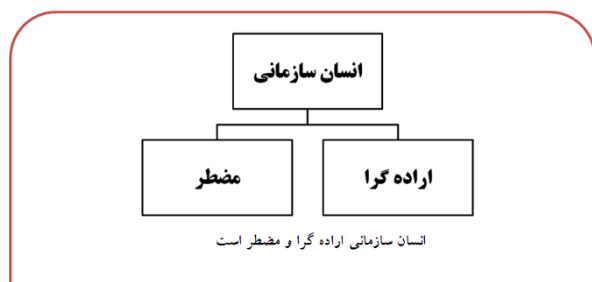 انسان سازمانی
اراده گرا
مضطر
انسان سازمانی اراده گرا و مضطر است